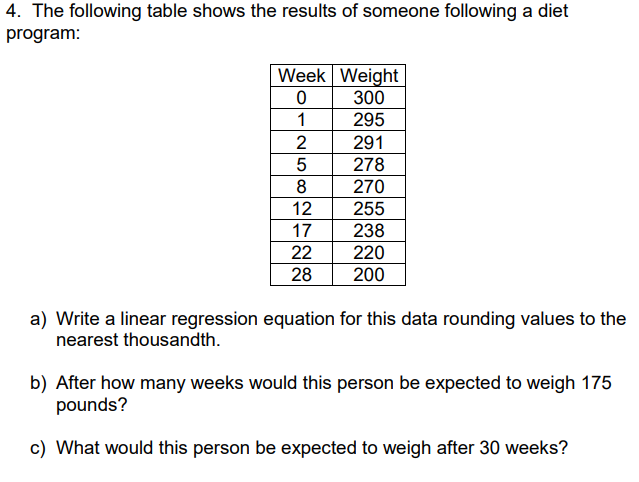 4. The following table shows the results of someone following a diet
program:
Week Weight
0 300
1 295
2 291
5 278
8 270
12 255
17 238
22 220
28 200
a) Write a linear regression equation for this data rounding values to the
nearest thousandth.
b) After how many weeks would this person be expected to weigh 175
pounds?
c) What would this person be expected to weigh after 30 weeks?